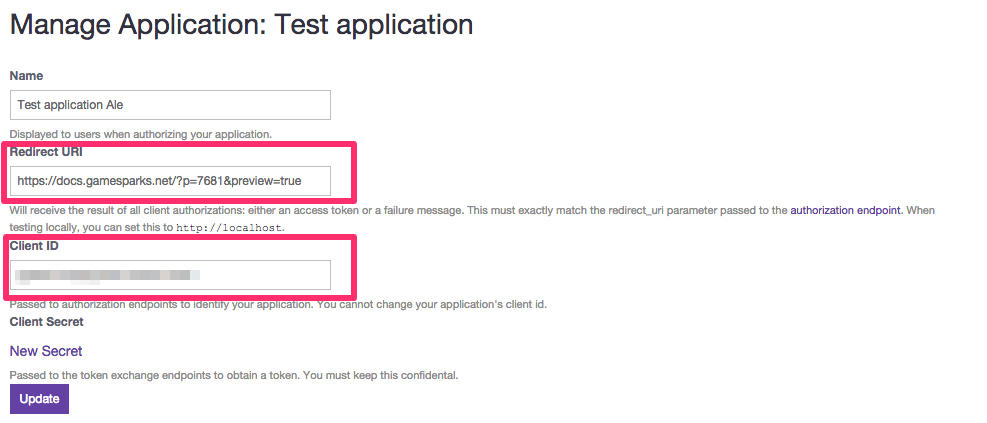 Manage Application: Test application
Name
Test application Ale
Displayed to users when authorizing your application.
Redirect URI
https://docs.gamesparks.net/?p=7681&preview=true
Will receive the result of all client authorizations: either an access token or a failure message. This must exactly match the redirect_uri parameter passed to the authorization endpoint. When
testing locally, you can set this to http://localhost.
Client ID
Passed to authorization endpoints to identify your application. You cannot change your application's client id.
Client Secret
New Secret
Passed to the token exchange endpoints to obtain a token. You must keep this confidental.
Update